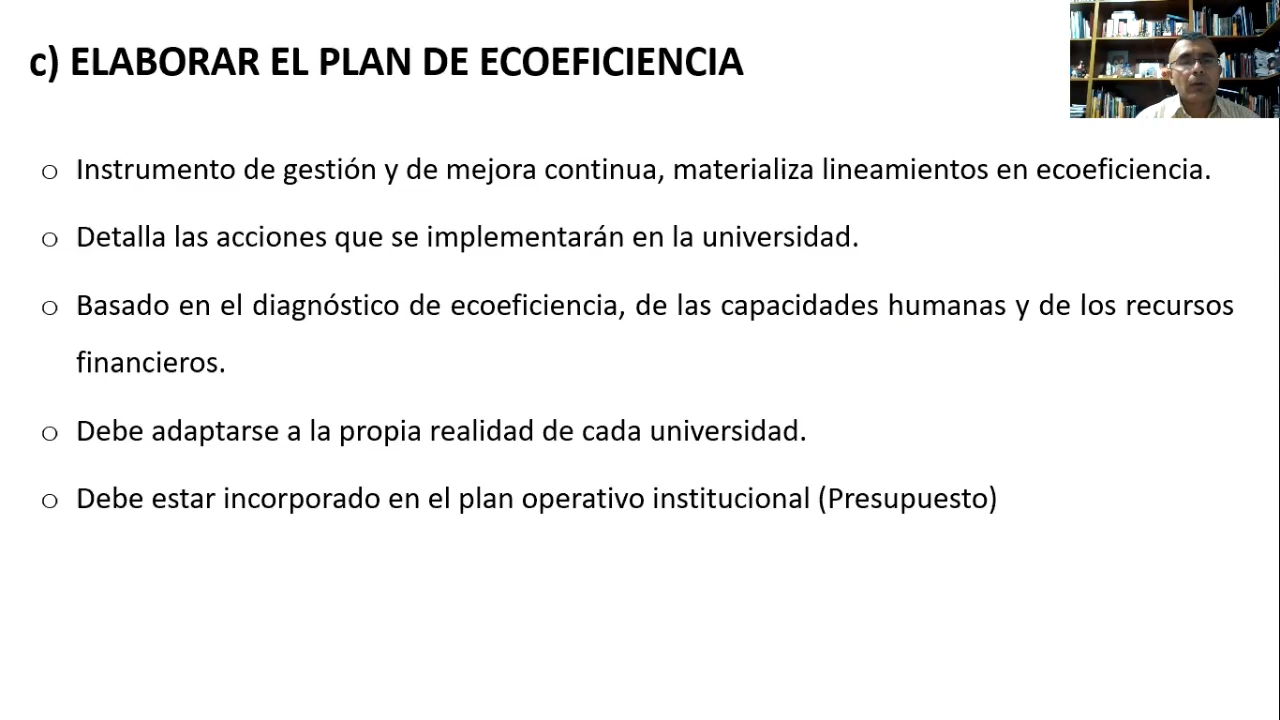 c) ELABORAR EL PLAN DE ECOEFICIENCIA
o Instrumento de gestión y de mejora continua, materializa lineamientos en ecoeficiencia.
o Detalla las acciones que se implementarán en la universidad.
o Basado en el diagnóstico de ecoeficiencia, de las capacidades humanas y de los recursos
financieros.
o Debe adaptarse a la propia realidad de cada universidad.
o Debe estar incorporado en el plan operativo institucional (Presupuesto)